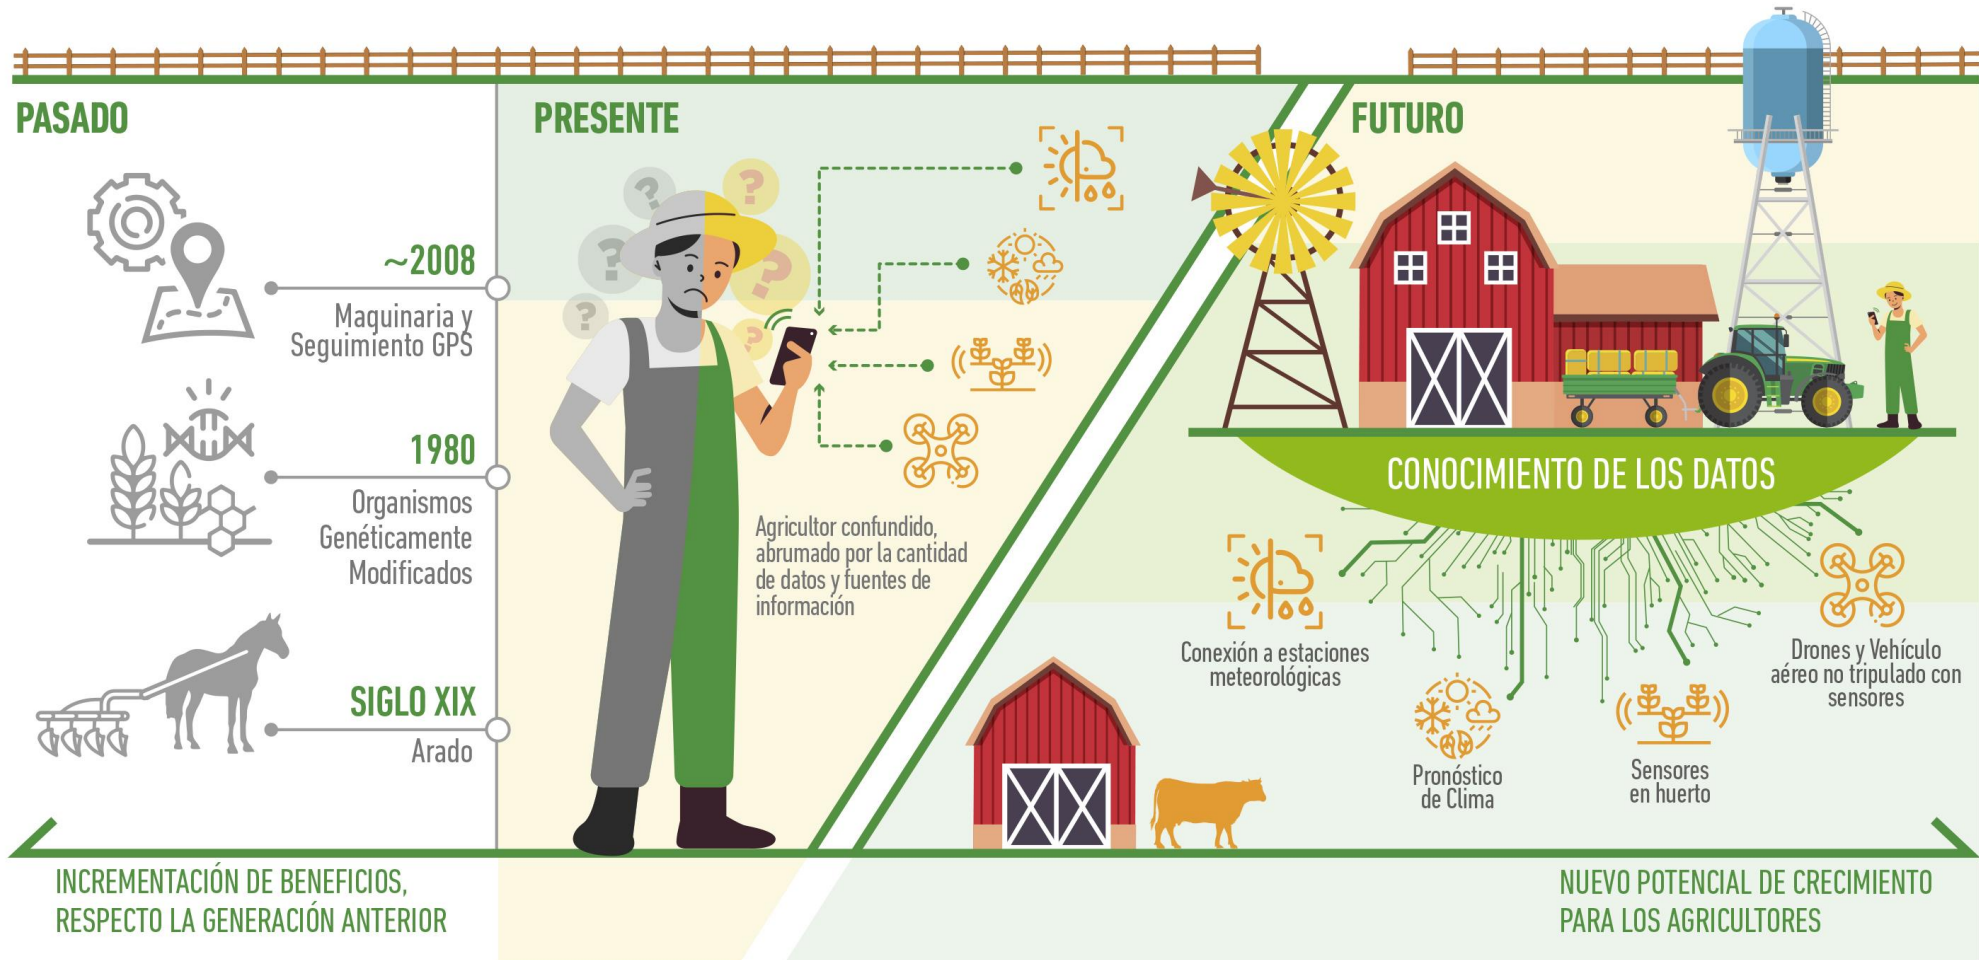 PASADO
~2008
Maquinaria y
Seguimiento GPS
1980
Organismos
Genéticamente
Modificados
SIGLO XIX
Arado
INCREMENTACIÓN DE BENEFICIOS,
RESPECTO LA GENERACIÓN ANTERIOR
PRESENTE
?
?
?
?
?
?
Agricultor confundido,
abrumado por la cantidad
de datos y fuentes de
información
FUTURO
CONOCIMIENTO DE LOS DATOS
Conexión a estaciones
meteorológicas
Pronóstico
de Clima
Sensores
en huerto
Drones y Vehículo
aéreo no tripulado con
sensores
NUEVO POTENCIAL DE CRECIMIENTO
PARA LOS AGRICULTORES